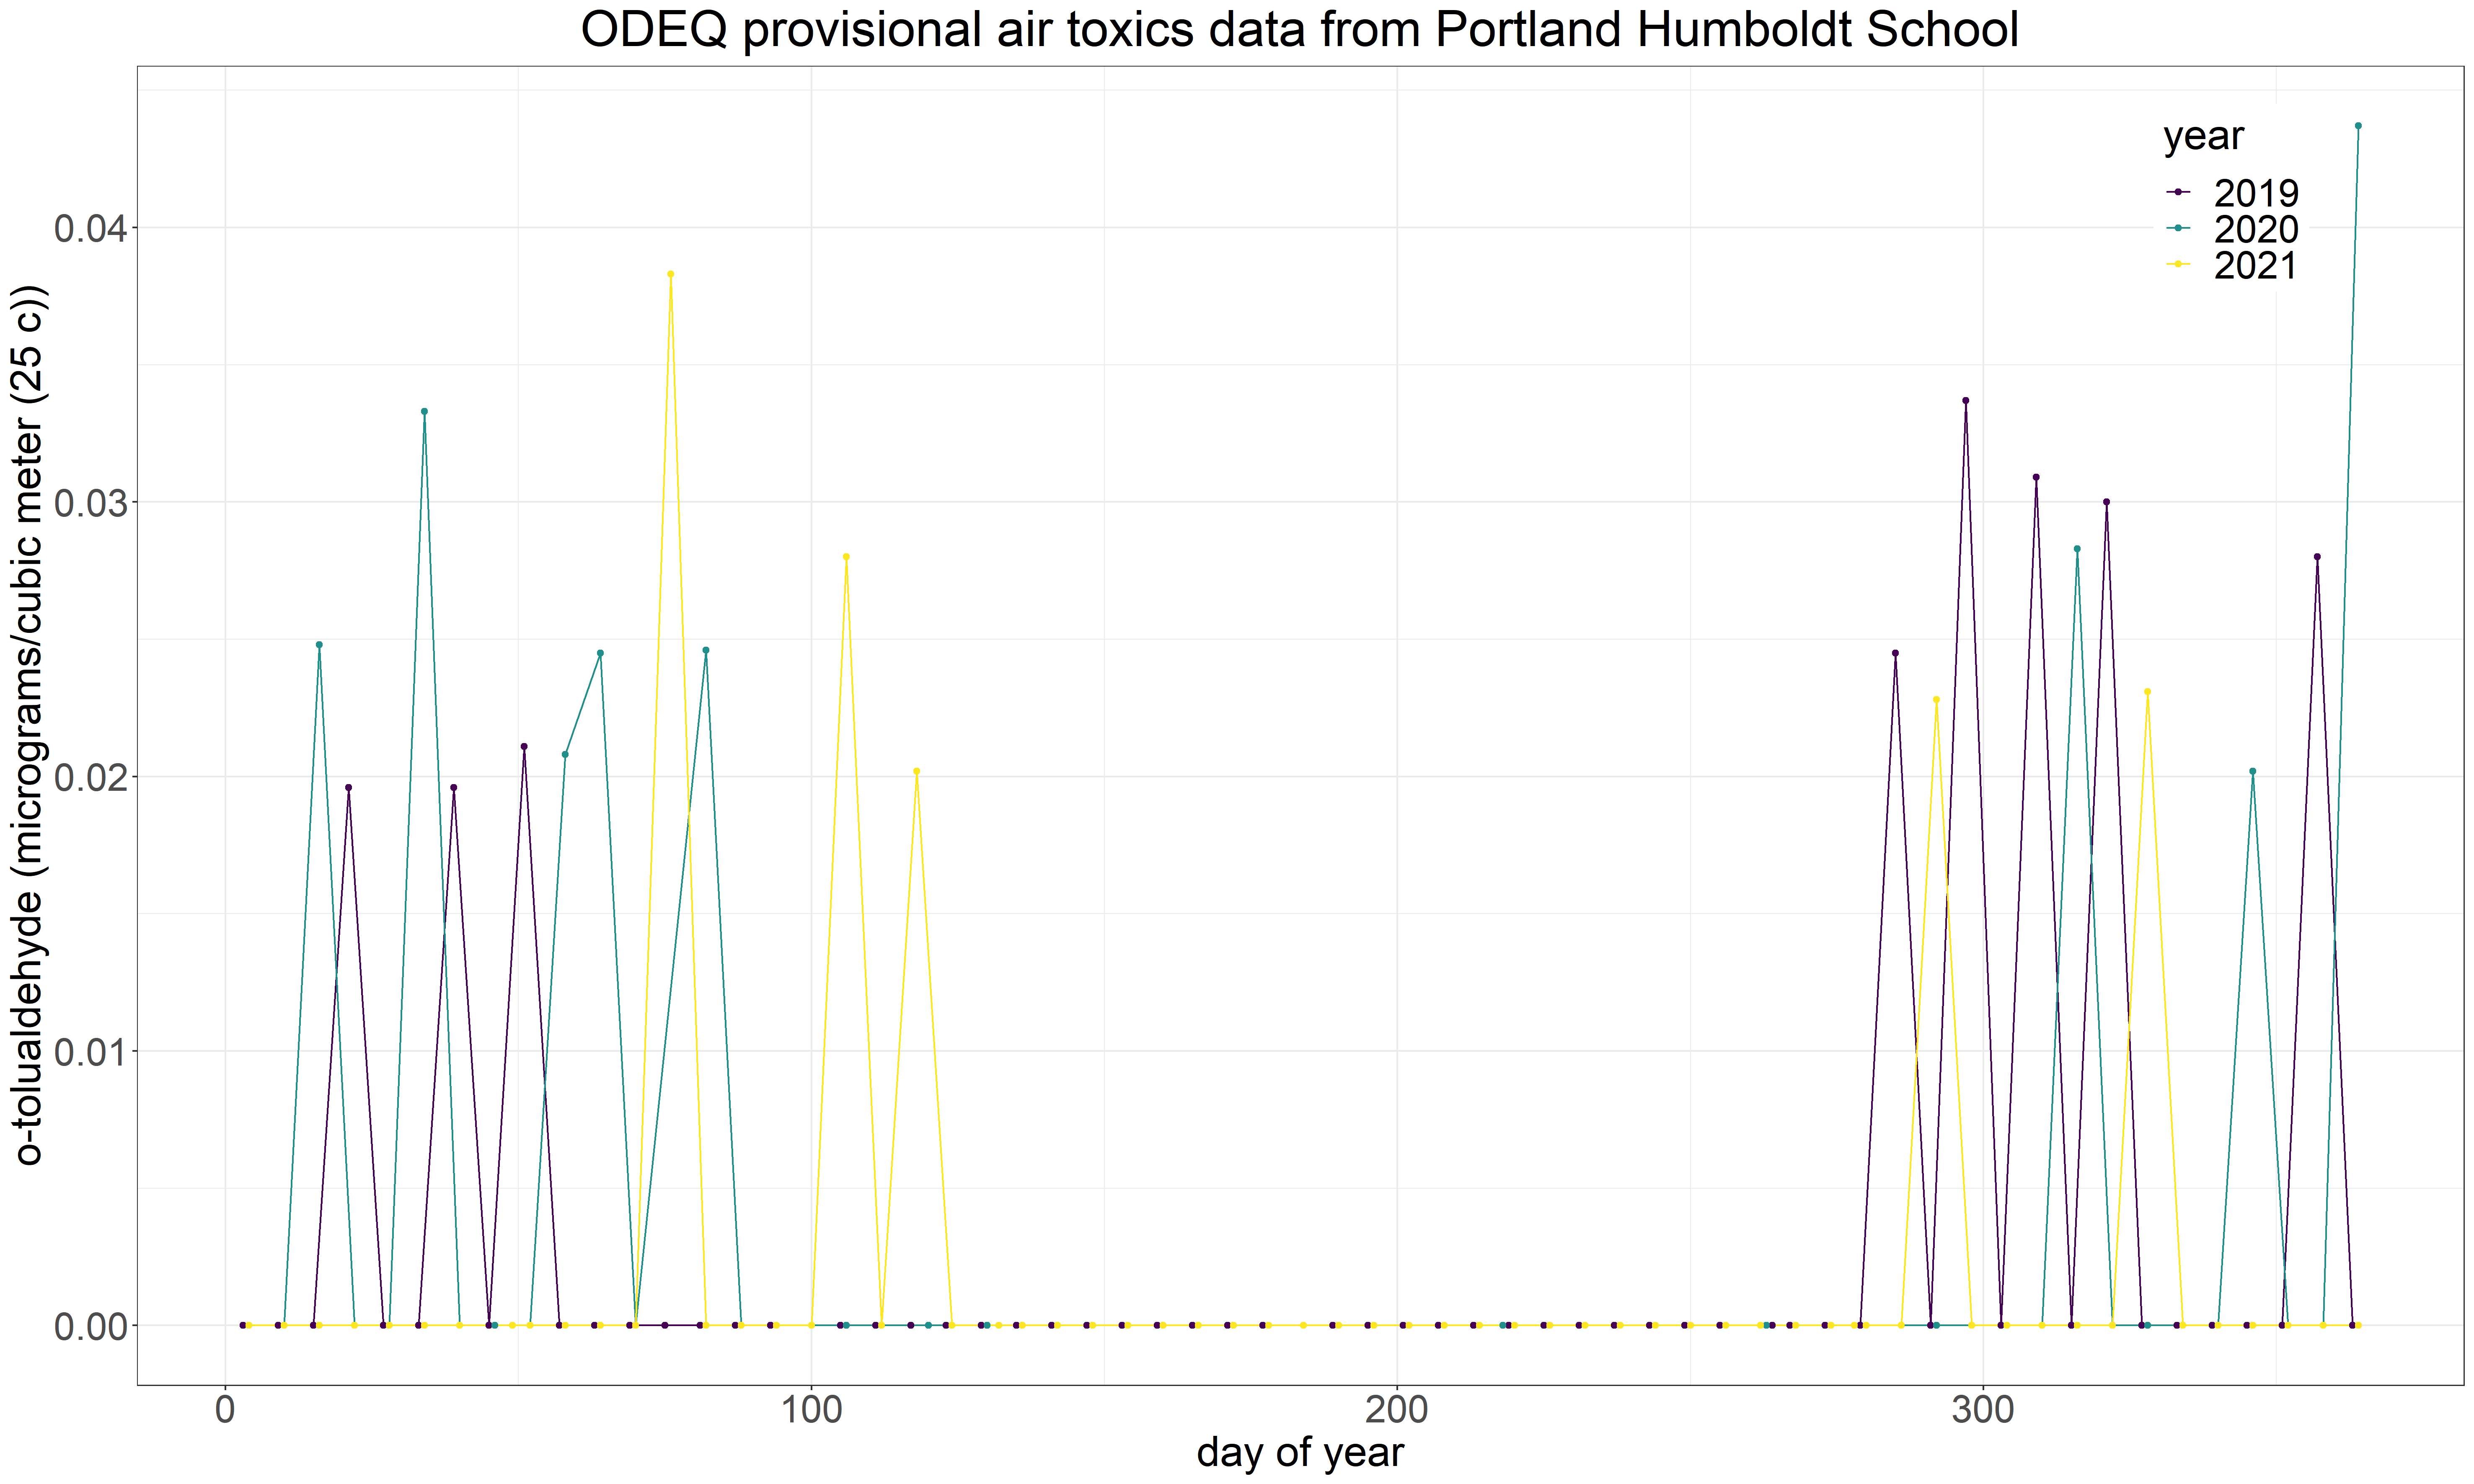 ODEQ provisional air toxics data from Portland Humboldt School
o-tolualdehyde (micrograms/cubic meter (25 c))
0.04
0.03
0.02
0.01
0.00
year
2019
2020
2021
0 100 200 300
day of year